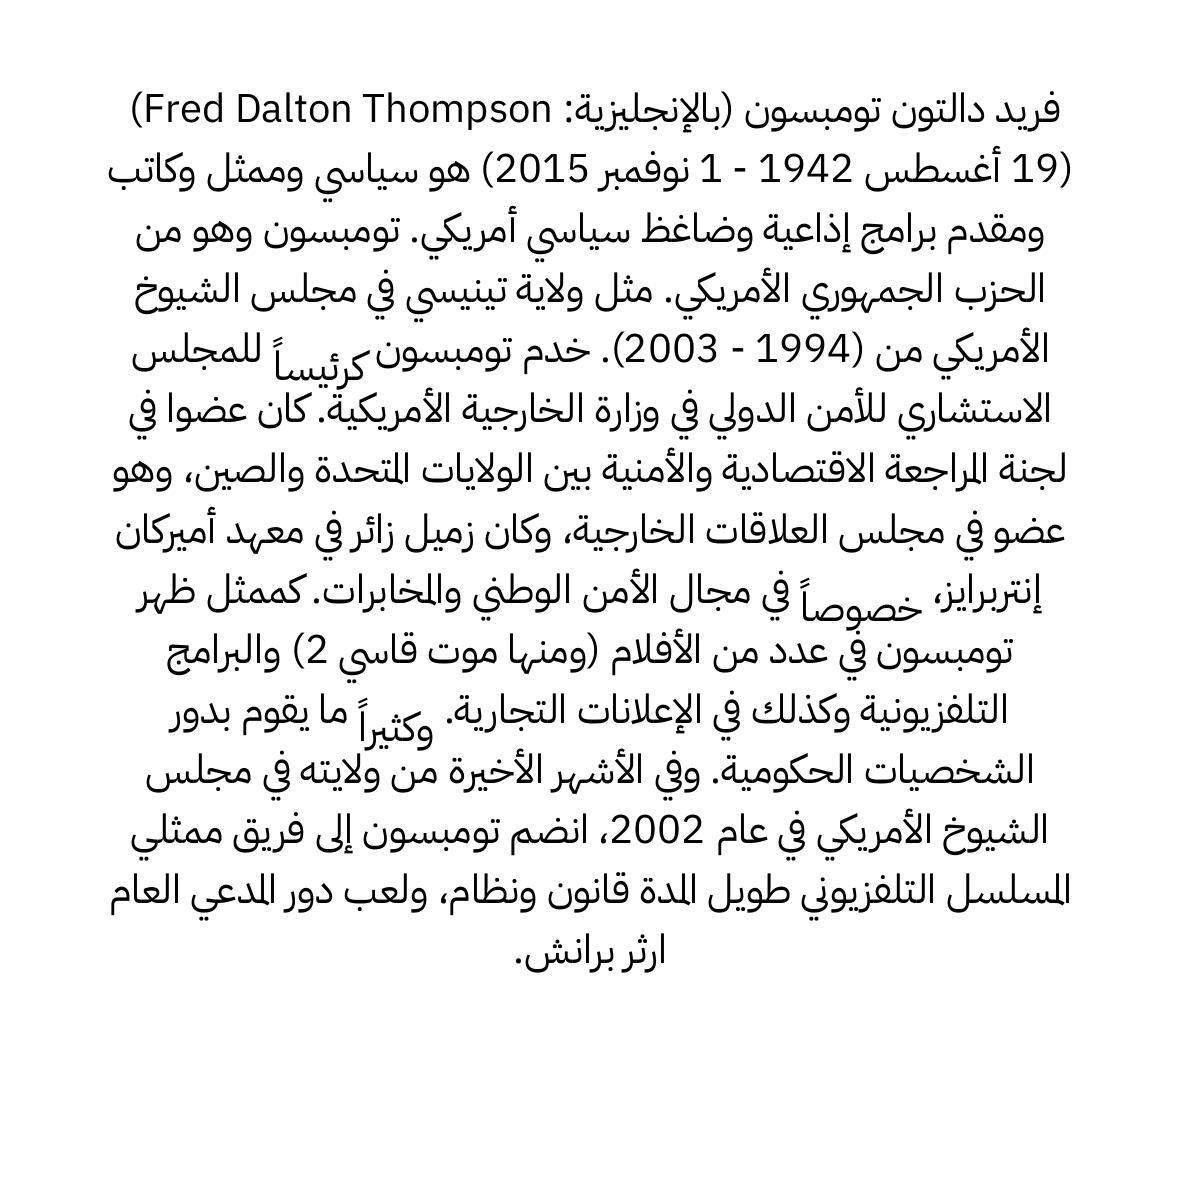 فريد دالتون تومبسون (بالإنجليزية: Fred Dalton Thompson)
(19 أغسطس 1942 - 1 نوفمبر 2015) هو سياسي وممثل وكاتب
ومقدم برامج إذاعية وضاغظ سياسي أمريكي. تومبسون وهو من
الحزب الجمهوري الأمريكي. مثل ولاية تينيسي في مجلس الشيوخ
الأمريكي من (1994 - 2003). خدم تومبسون كرئيساً للمجلس
الاستشاري للأمن الدولي في وزارة الخارجية الأمريكية. كان عضوا في
لجنة المراجعة الاقتصادية والأمنية بين الولايات المتحدة والصين، وهو
عضو في مجلس العلاقات الخارجية، وكان زميل زائر في معهد أميركان
إنتربرايز، خصوصاً في مجال الأمن الوطني والمخابرات. كممثل ظهر
تومبسون في عدد من الأفلام (ومنها موت قاسي 2) والبرامج
التلفزيونية وكذلك في الإعلانات التجارية. وكثيراً ما يقوم بدور
الشخصيات الحكومية. وفي الأشهر الأخيرة من ولايته في مجلس
الشيوخ الأمريكي في عام 2002، انضم تومبسون إلى فريق ممثلي
المسلسل التلفزيوني طويل المدة قانون ونظام، ولعب دور المدعي العام
ارثر برانش.